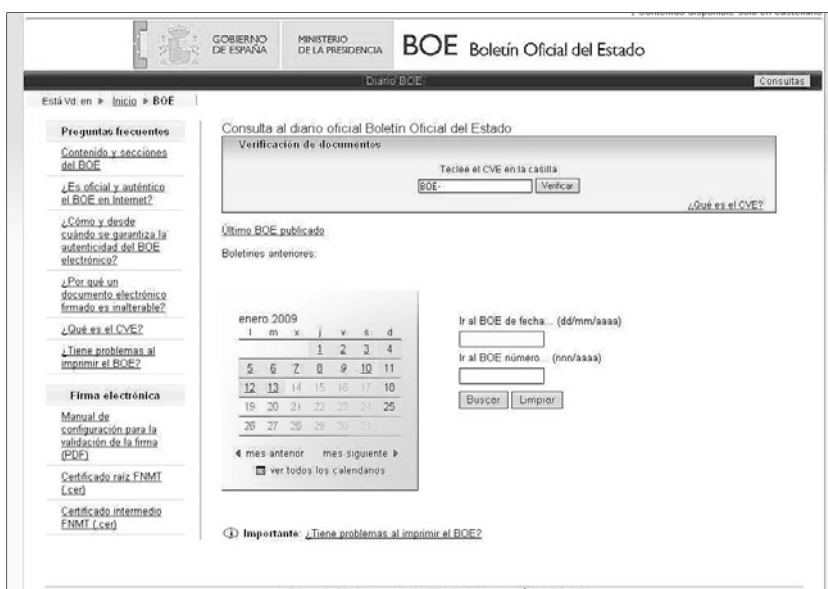 GOBIERNO
DE ESPAÑA
MINISTERIO
DE LA PRESIDENCIA
BOE Boletín Oficial del Estado
Diario BOE
Consultas
Está Vd. en ▶ Inicio ▶ BOE
Preguntas frecuentes
Contenido y secciones
del BOE
¿Es oficial y auténtico
el BOE en Internet?
¿Cómo y desde
cuándo se garantiza la
autenticidad del BOE
electrónico?
¿Por qué un
documento electrónico
firmado es inalterable?
¿Qué es el CVE?
¿Tiene problemas al
imprimir el BOE?
Firma electrónica
Manual de
configuración para la
validación de la firma
(PDF)
Certificado raíz FNMT
(.cer)
Certificado intermedio
FNMT (.cer)
Consulta al diario oficial Boletín Oficial del Estado
Verificación de documentos
Teclee el CVE en la casilla
BOE-
Verificar
¿Qué es el CVE?
Último BOE publicado
Boletines anteriores:
enero 2009
l m x j v s d
1 2 3 4
5 6 7 8 9 10 11
12 13 14 15 16 17 18
19 20 21 22 23 24 25
26 27 28 29 30 31
mes anterior mes siguiente
ver todos los calendarios
Ir al BOE de fecha... (dd/mm/aaaa)
Ir al BOE número... (nnn/aaaa)
Buscar Limpiar
Importante: ¿Tiene problemas al imprimir el BOE?